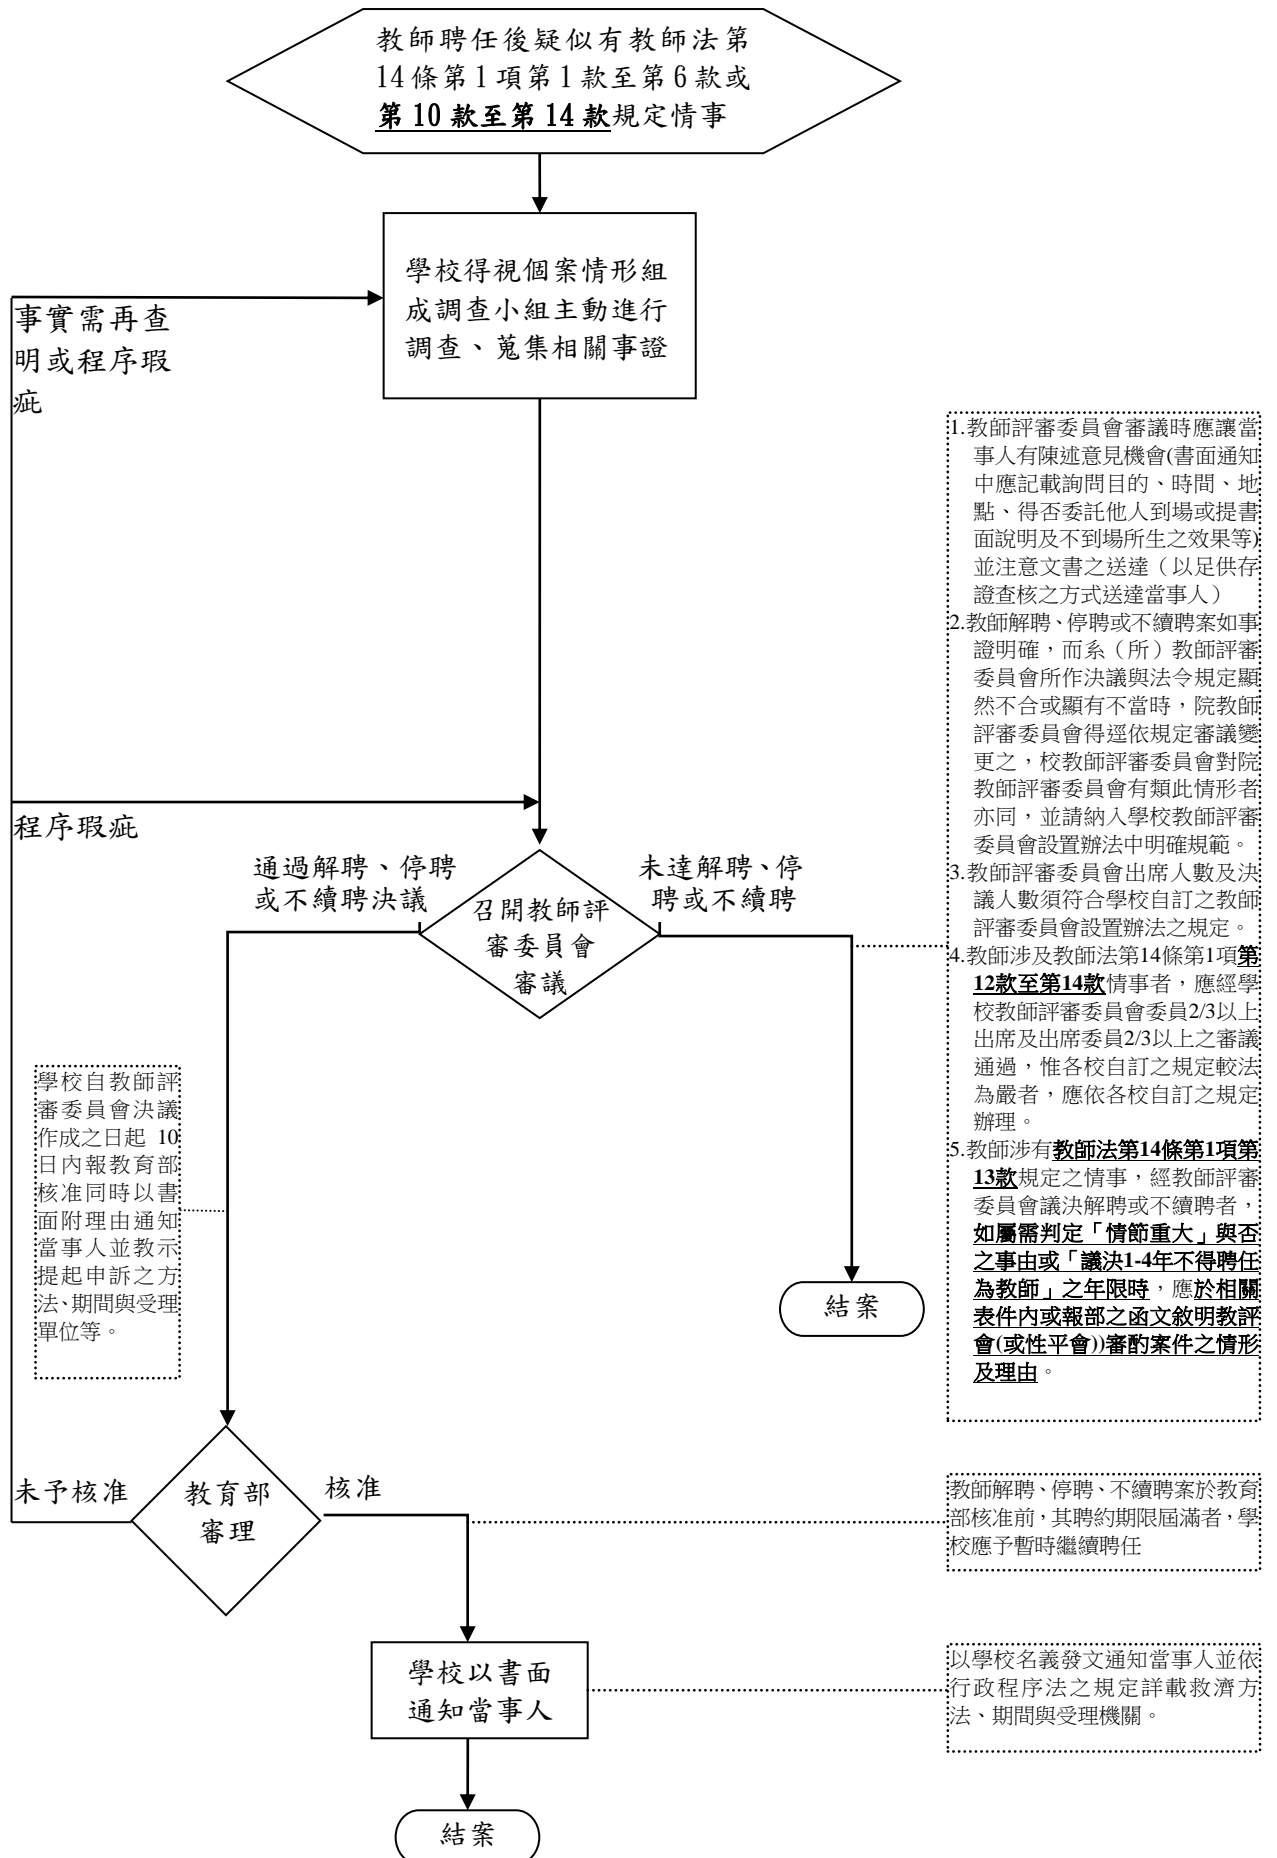 教師聘任後疑似有教師法第
14條第1項第1款至第6款或
第10款至第14款規定情事
學校得視個案情形組
成調查小組主動進行
調查、蒐集相關事證
事實需再查
明或程序瑕
疵
1.教師評審委員會審議時應讓當
事人有陳述意見機會(書面通知
中應記載詢問目的、時間、地
點、得否委託他人到場或提書
面說明及不到場所生之效果等)
並注意文書之送達（以足供存
證查核之方式送達當事人）
2.教師解聘、停聘或不續聘案如事
證明確，而系（所）教師評審
委員會所作決議與法令規定顯
然不合或顯有不當時，院教師
評審委員會得逕依規定審議變
更之，校教師評審委員會對院
教師評審委員會有類此情形者
亦同，並請納入學校教師評審
委員會設置辦法中明確規範。
3.教師評審委員會出席人數及決
議人數須符合學校自訂之教師
評審委員會設置辦法之規定。
4.教師涉及教師法第14條第1項第
12款至第14款情事者，應經學
校教師評審委員會委員2/3以上
出席及出席委員2/3以上之審議
通過，惟各校自訂之規定較法
為嚴者，應依各校自訂之規定
辦理。
5.教師涉有教師法第14條第1項第
13款規定之情事，經教師評審
委員會議決解聘或不續聘者，
如屬需判定「情節重大」與否
之事由或「議決1-4年不得聘任
為教師」之年限時，應於相關
表件內或報部之函文敘明教評
會(或性平會))審酌案件之情形
及理由。
程序瑕疵
通過解聘、停聘
或不續聘決議
未達解聘、停
聘或不續聘
召開教師評
審委員會
審議
學校自教師評
審委員會決議
作成之日起 10
日內報教育部
核准同時以書
面附理由通知
當事人並教示
提起申訴之方
法、期間與受理
單位等。
結案
未予核准
教育部
審理
核准
教師解聘、停聘、不續聘案於教育
部核准前，其聘約期限屆滿者，學
校應予暫時繼續聘任
學校以書面
通知當事人
以學校名義發文通知當事人並依
行政程序法之規定詳載救濟方
法、期間與受理機關。
結案